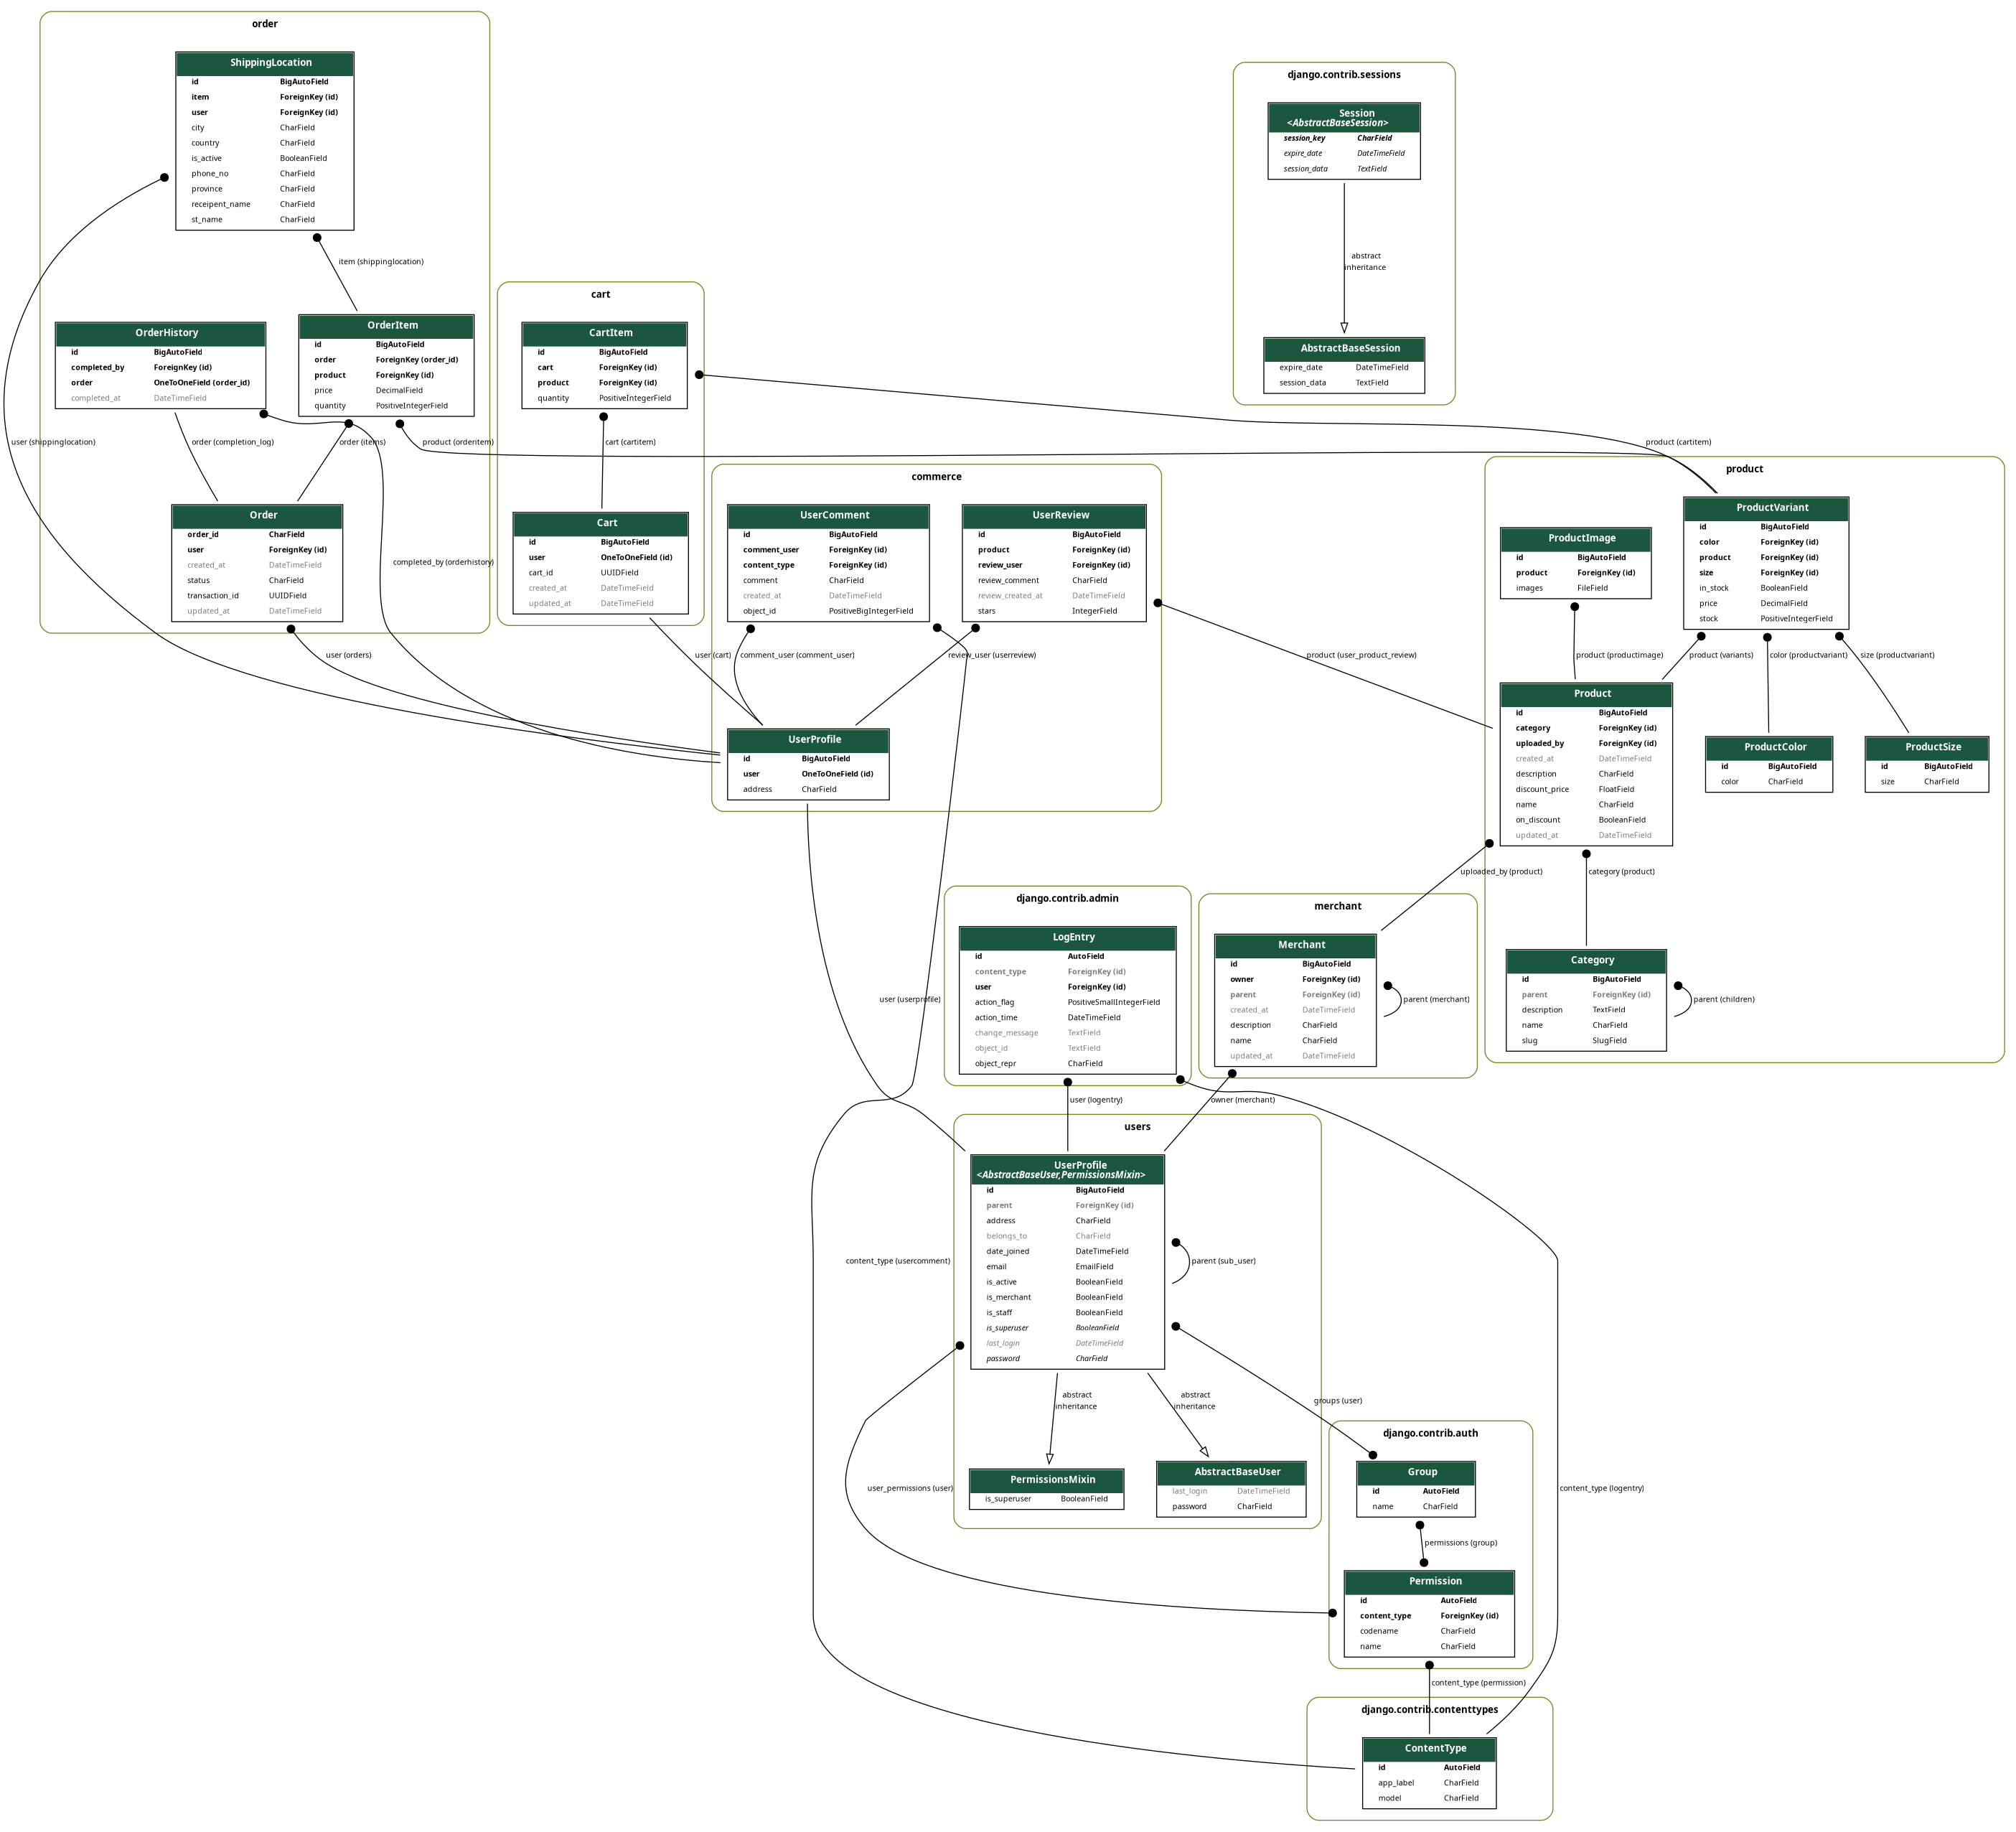 order
ShippingLocation
id BigAutoField
item ForeignKey (id)
user ForeignKey (id)
city CharField
country CharField
is_active BooleanField
phone_no CharField
province CharField
receipent_name CharField
st_name CharField
item (shippinglocation)
OrderHistory
id BigAutoField
completed_by ForeignKey (id)
order OneToOneField (order_id)
completed_at DateTimeField
OrderItem
id BigAutoField
order ForeignKey (order_id)
product ForeignKey (id)
price DecimalField
quantity PositiveIntegerField
user (shippinglocation)
order (completion_log)
order (items)
product (orderitem)
Order
order_id CharField
user ForeignKey (id)
created_at DateTimeField
status CharField
transaction_id UUIDField
updated_at DateTimeField
completed_by (orderhistory)
user (orders)
cart
CartItem
id BigAutoField
cart ForeignKey (id)
product ForeignKey (id)
quantity PositiveIntegerField
cart (cartitem)
Cart
id BigAutoField
user OneToOneField (id)
cart_id UUIDField
created_at DateTimeField
updated_at DateTimeField
user (cart)
django.contrib.sessions
Session
<AbstractBaseSession>
session_key CharField
expire_date DateTimeField
session_data TextField
abstract
inheritance
AbstractBaseSession
expire_date DateTimeField
session_data TextField
product (cartitem)
commerce
UserComment
id BigAutoField
comment_user ForeignKey (id)
content_type ForeignKey (id)
comment CharField
created_at DateTimeField
object_id PositiveBigIntegerField
UserReview
id BigAutoField
product ForeignKey (id)
review_user ForeignKey (id)
review_comment CharField
review_created_at DateTimeField
stars IntegerField
comment_user (comment_user)
review_user (userreview)
product (user_product_review)
UserProfile
id BigAutoField
user OneToOneField (id)
address CharField
product
ProductImage
id BigAutoField
product ForeignKey (id)
images FileField
ProductVariant
id BigAutoField
color ForeignKey (id)
product ForeignKey (id)
size ForeignKey (id)
in_stock BooleanField
price DecimalField
stock PositiveIntegerField
product (productimage)
product (variants)
color (productvariant)
size (productvariant)
Product
id BigAutoField
category ForeignKey (id)
uploaded_by ForeignKey (id)
created_at DateTimeField
description CharField
discount_price FloatField
name CharField
on_discount BooleanField
updated_at DateTimeField
ProductColor
id BigAutoField
color CharField
ProductSize
id BigAutoField
size CharField
uploaded_by (product)
category (product)
Category
id BigAutoField
parent ForeignKey (id)
description TextField
name CharField
slug SlugField
parent (children)
django.contrib.admin
LogEntry
id AutoField
content_type ForeignKey (id)
user ForeignKey (id)
action_flag PositiveSmallIntegerField
action_time DateTimeField
change_message TextField
object_id TextField
object_repr CharField
user (userprofile)
merchant
Merchant
id BigAutoField
owner ForeignKey (id)
parent ForeignKey (id)
created_at DateTimeField
description CharField
name CharField
updated_at DateTimeField
parent (merchant)
user (logentry)
owner (merchant)
users
UserProfile
<AbstractBaseUser,PermissionsMixin>
id BigAutoField
parent ForeignKey (id)
address CharField
belongs_to CharField
date_joined DateTimeField
email EmailField
is_active BooleanField
is_merchant BooleanField
is_staff BooleanField
is_superuser BooleanField
last_login DateTimeField
password CharField
content_type (usercomment)
parent (sub_user)
abstract
inheritance
abstract
inheritance
groups (user)
PermissionsMixin
is_superuser BooleanField
AbstractBaseUser
last_login DateTimeField
password CharField
user_permissions (user)
django.contrib.auth
Group
id AutoField
name CharField
content_type (logentry)
permissions (group)
Permission
id AutoField
content_type ForeignKey (id)
codename CharField
name CharField
content_type (permission)
django.contrib.contenttypes
ContentType
id AutoField
app_label CharField
model CharField